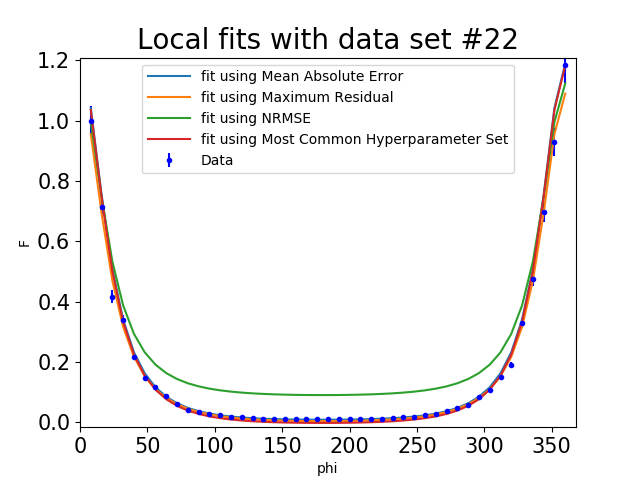 Local fits with data set #22
fit using Mean Absolute Error
fit using Maximum Residual
fit using NRMSE
fit using Most Common Hyperparameter Set
Data
1.2
1.0
0.8
0.6
0.4
0.2
0.0
F
0 50 100 150 200 250 300 350
phi